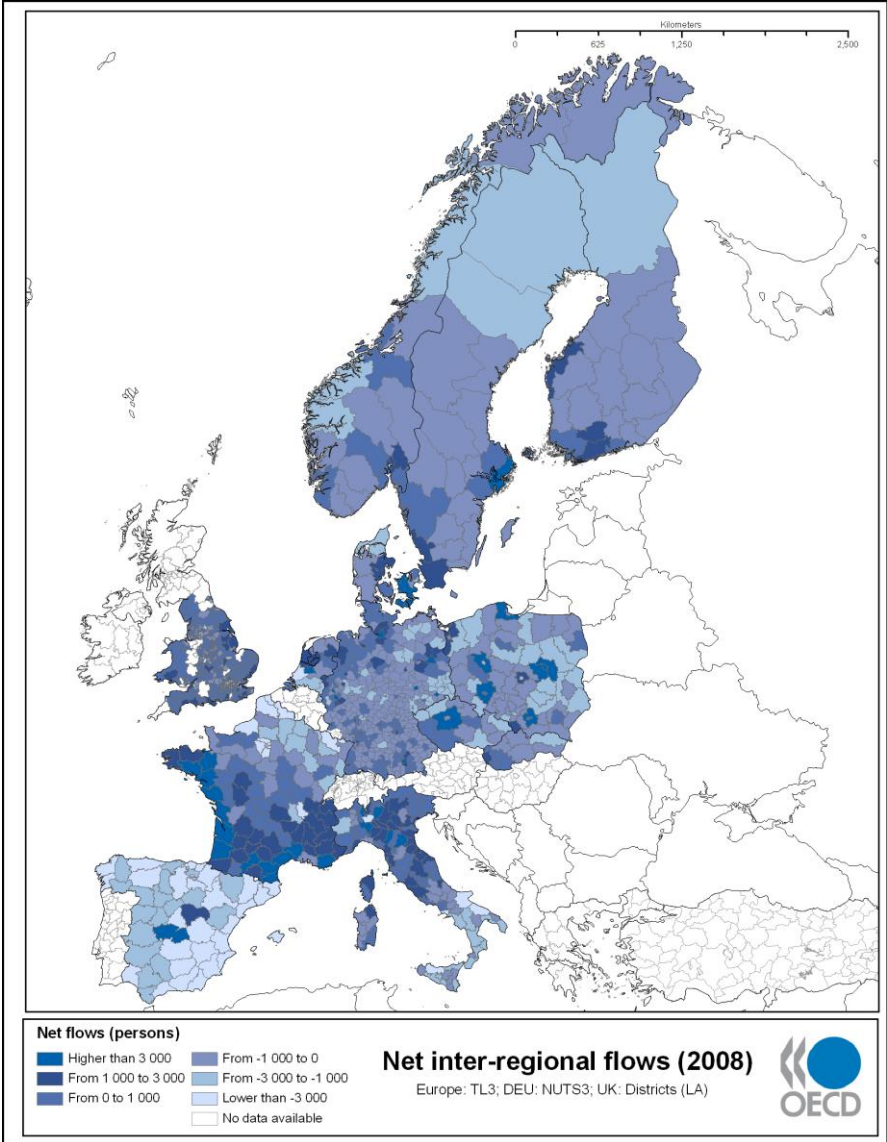 Kilometers
0 625 1,250 2,500
Net flows (persons)
Higher than 3 000
From 1 000 to 3 000
From 0 to 1 000
From -1 000 to 0
From -3 000 to -1 000
Lower than -3 000
No data available
Net inter-regional flows (2008)
Europe: TL3; DEU: NUTS3; UK: Districts (LA)
OECD